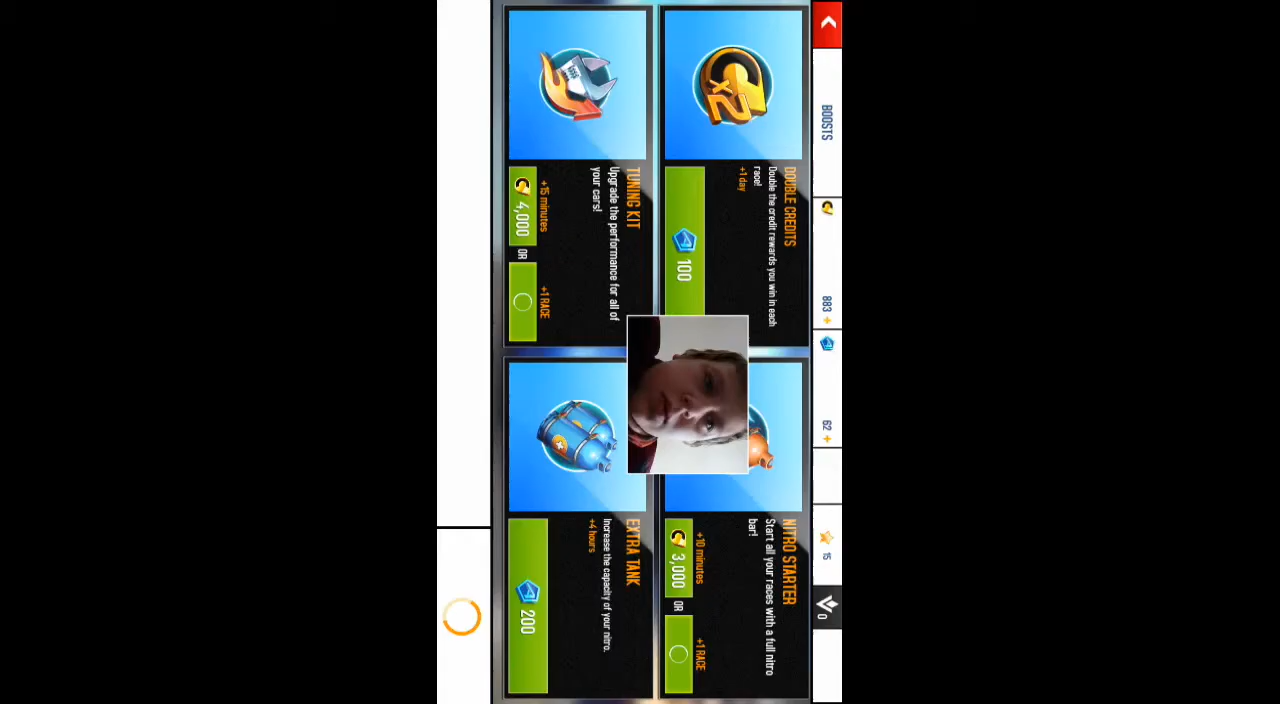 BOOSTS
883 +
62 +
15
0
DOUBLE CREDITS
Double the credit rewards you win in each
race!
+1 day
100
NITRO STARTER
Start all your races with a full nitro
bar!
+10 minutes
3,000
OR
+1 RACE
TUNING KIT
Upgrade the performance for all of
your cars!
+15 minutes
4,000
OR
+1 RACE
EXTRA TANK
Increase the capacity of your nitro.
+4 hours
200